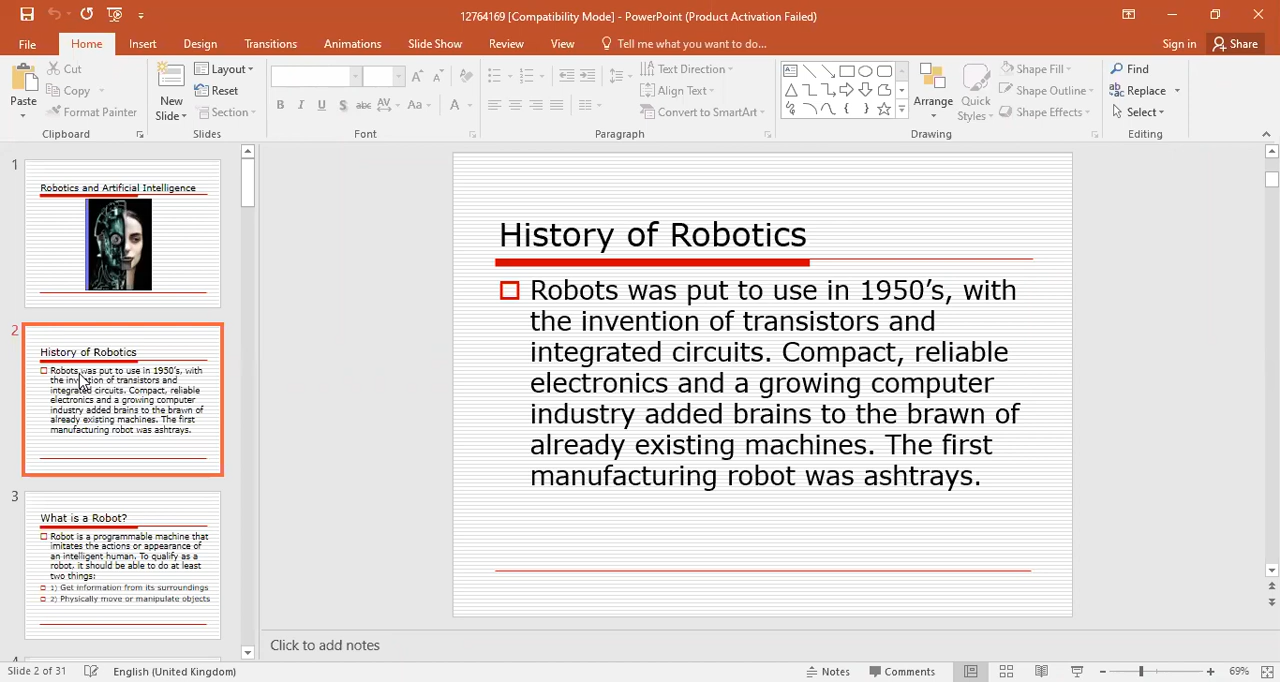 12764169 [Compatibility Mode] - PowerPoint (Product Activation Failed)
File Home Insert Design Transitions Animations Slide Show Review View Tell me what you want to do... Sign in Share
Paste
Cut
Copy
Format Painter
Clipboard
New Slide
Layout
Reset
Section
Slides
B I U S abc AV Aa A
Font
Text Direction
Align Text
Convert to SmartArt
Paragraph
Arrange
Quick Styles
Shape Fill
Shape Outline
Shape Effects
Drawing
Find
Replace
Select
Editing
1
Robotics and Artificial Intelligence
2
History of Robotics
Robots was put to use in 1950's, with
the invention of transistors and
integrated circuits. Compact, reliable
electronics and a growing computer
industry added brains to the brawn of
already existing machines. The first
manufacturing robot was ashtrays.
3
What is a Robot?
Robot is a programmable machine that
imitates the actions or appearance of
an intelligent human. To qualify as a
robot, it should be able to do at least
two things:
1) Get information from its surroundings
2) Physically move or manipulate objects
4
History of Robotics
Robots was put to use in 1950’s, with
the invention of transistors and
integrated circuits. Compact, reliable
electronics and a growing computer
industry added brains to the brawn of
already existing machines. The first
manufacturing robot was ashtrays.
Click to add notes
Slide 2 of 31 English (United Kingdom) Notes Comments 69%